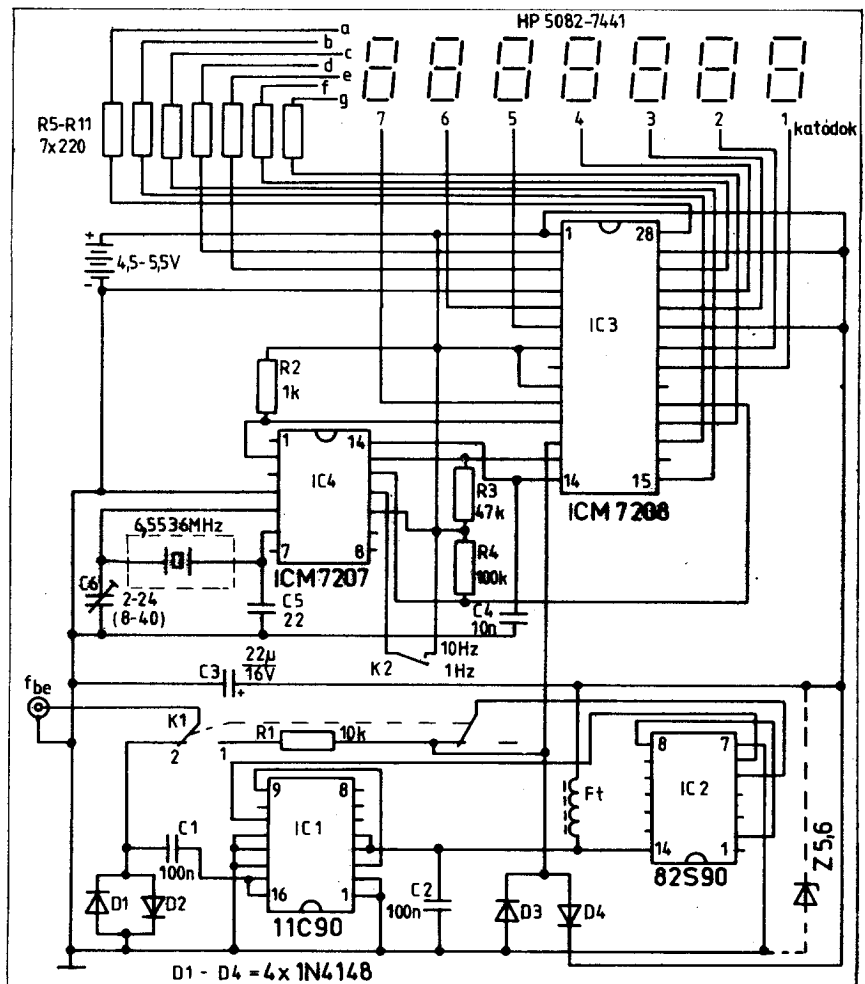 HP 5082-7441
a
b
c
d
e
f
g
R5-R11
7x220
7 6 5 4 3 2 1
katódok
+
4,5-5,5V
-
1 28
IC3
14 15
ICM 7208
R2
1k
1 14
IC4
7 8
ICM7207
R3
47k
R4
100k
6,5536MHz
C6
2-24
(8-40)
C5
22
C4
10n
K2
10Hz
1Hz
C3
22µ
16V
+
fbe
K1
2 1
R1 10k
9 8
IC1
16 1
11C90
C1
100n
D1 D2
C2
100n
Ft
8 7
IC2
14 1
82S90
D3 D4
Z 5,6
D1 - D4 = 4x 1N4148